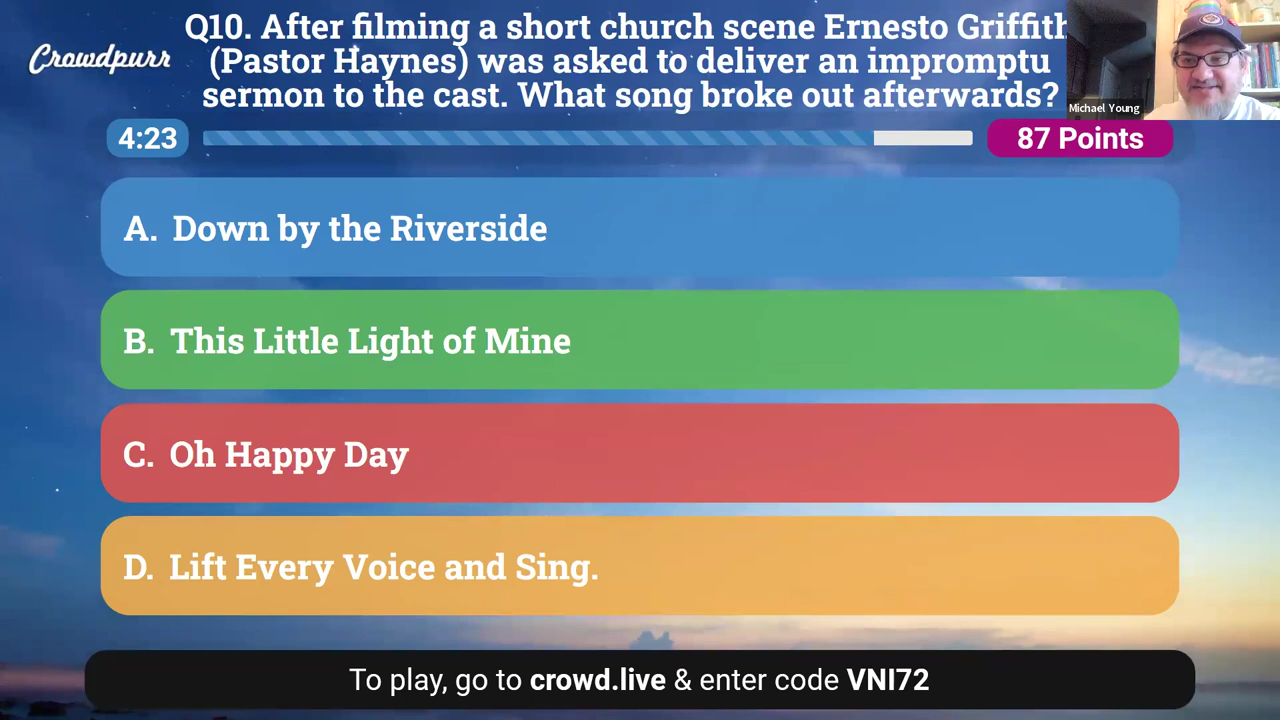 Q10. After filming a short church scene Ernesto Griffith
Crowdpurr
(Pastor Haynes) was asked to deliver an impromptu
sermon to the cast. What song broke out afterwards?
Michael Young
4:23
87 Points
A. Down by the Riverside
B. This Little Light of Mine
C. Oh Happy Day
D. Lift Every Voice and Sing.
To play, go to crowd.live & enter code VNI72